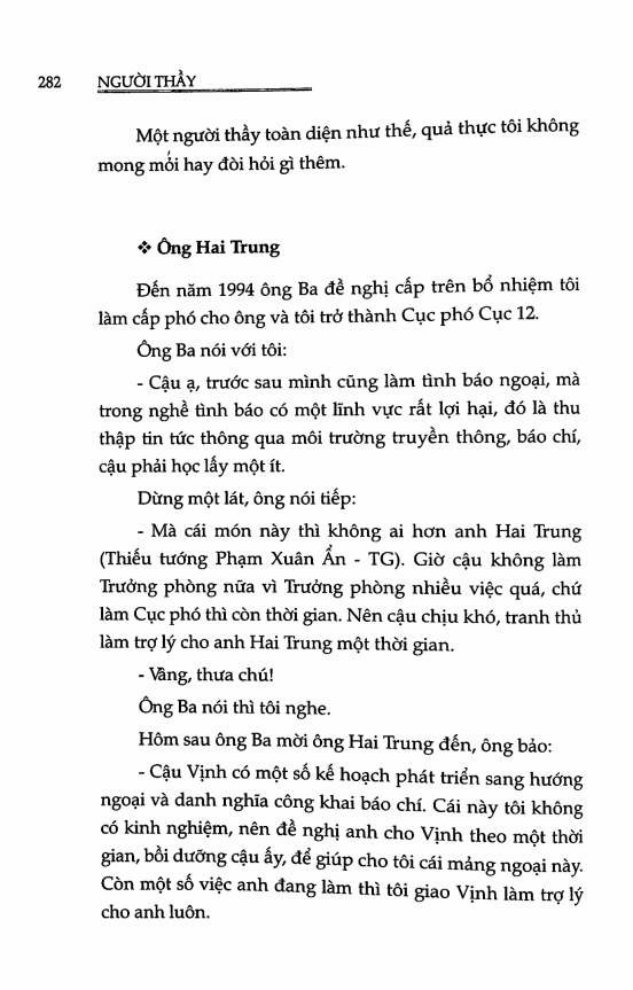 282 NGƯỜI THẦY
Một người thầy toàn diện như thế, quả thực tôi không
mong mỏi hay đòi hỏi gì thêm.
❖ Ông Hai Trung
Đến năm 1994 ông Ba đề nghị cấp trên bổ nhiệm tôi
làm cấp phó cho ông và tôi trở thành Cục phó Cục 12.
Ông Ba nói với tôi:
- Cậu ạ, trước sau mình cũng làm tình báo ngoại, mà
trong nghề tình báo có một lĩnh vực rất lợi hại, đó là thu
thập tin tức thông qua môi trường truyền thông, báo chí,
cậu phải học lấy một ít.
Dừng một lát, ông nói tiếp:
- Mà cái món này thì không ai hơn anh Hai Trung
(Thiếu tướng Phạm Xuân Ẩn - TG). Giờ cậu không làm
Trưởng phòng nữa vì Trưởng phòng nhiều việc quá, chứ
làm Cục phó thì còn thời gian. Nên cậu chịu khó, tranh thủ
làm trợ lý cho anh Hai Trung một thời gian.
- Vâng, thưa chú!
Ông Ba nói thì tôi nghe.
Hôm sau ông Ba mời ông Hai Trung đến, ông bảo:
- Cậu Vịnh có một số kế hoạch phát triển sang hướng
ngoại và danh nghĩa công khai báo chí. Cái này tôi không
có kinh nghiệm, nên đề nghị anh cho Vịnh theo một thời
gian, bồi dưỡng cậu ấy, để giúp cho tôi cái mảng ngoại này.
Còn một số việc anh đang làm thì tôi giao Vịnh làm trợ lý
cho anh luôn.